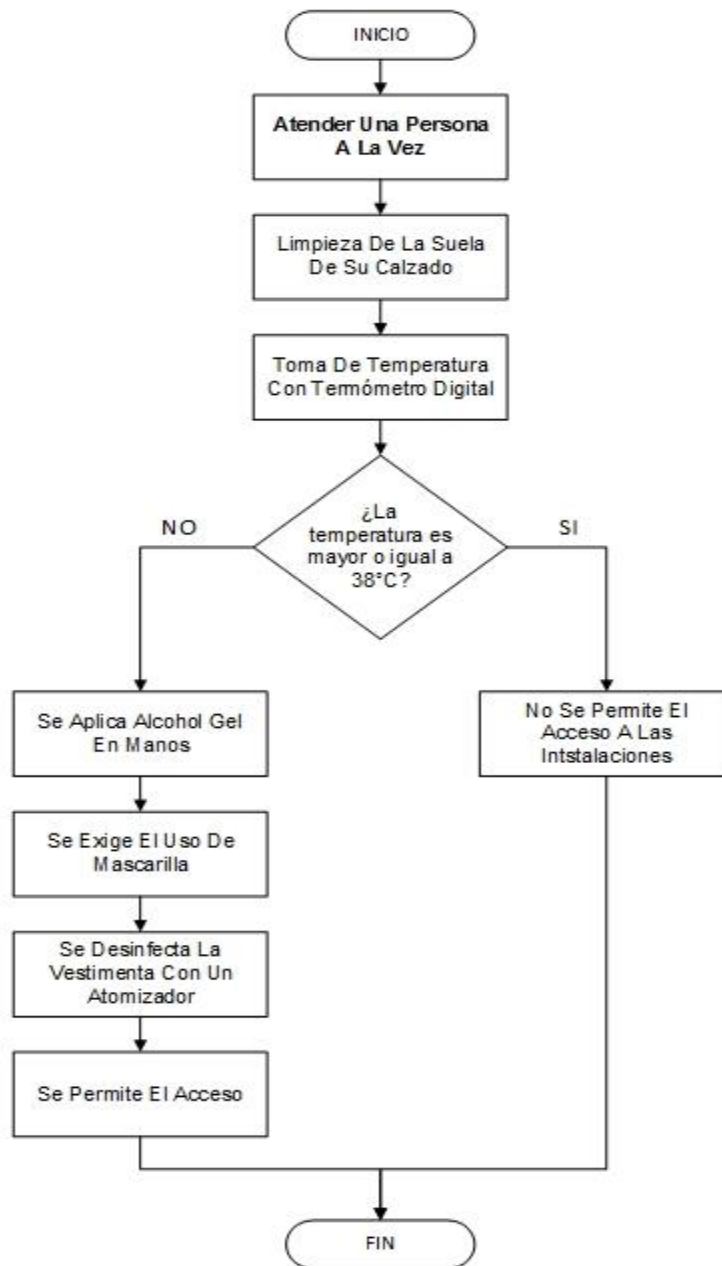 INICIO
Atender Una Persona
A La Vez
Limpieza De La Suela
De Su Calzado
Toma De Temperatura
Con Termómetro Digital
¿La
temperatura es
mayor o igual a
38°C?
NO
SI
Se Aplica Alcohol Gel
En Manos
No Se Permite El
Acceso A Las
Intstalaciones
Se Exige El Uso De
Mascarilla
Se Desinfecta La
Vestimenta Con Un
Atomizador
Se Permite El Acceso
FIN